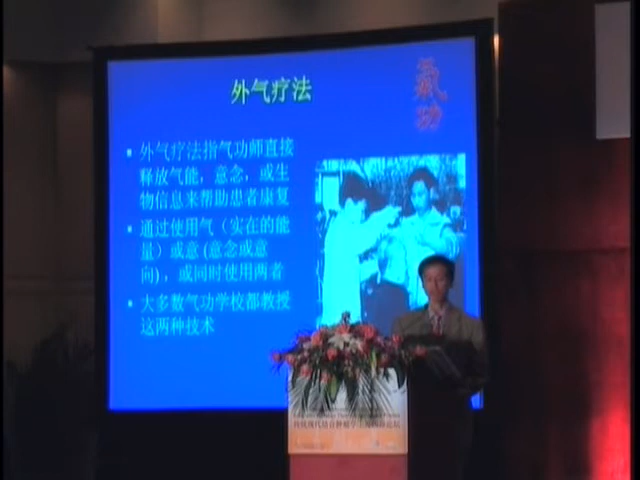 外气疗法
氣
功
外气疗法指气功师直接
释放气能，意念，或生
物信息来帮助患者康复
通过使用气（实在的能
量）或意(意念或意
向)，或同时使用两者
大多数气功学校都教授
这两种技术